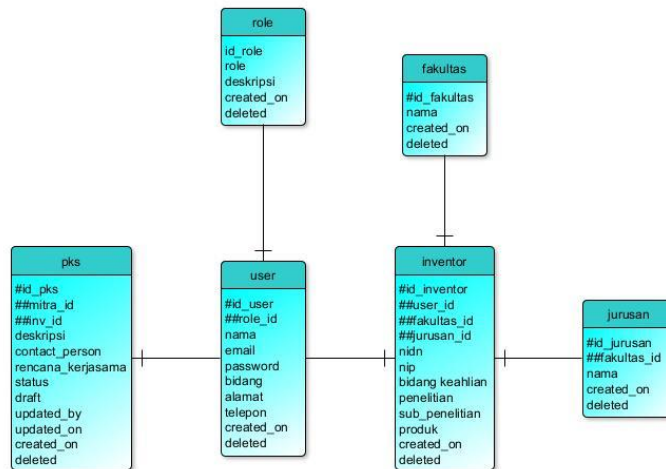 role
id_role
role
deskripsi
created_on
deleted
fakultas
#id_fakultas
nama
created_on
deleted
pks
#id_pks
##mitra_id
##inv_id
deskripsi
contact_person
rencana_kerjasama
status
draft
updated_by
updated_on
created_on
deleted
user
#id_user
##role_id
nama
email
password
bidang
alamat
telepon
created_on
deleted
inventor
#id_inventor
##user_id
##fakultas_id
##jurusan_id
nidn
nip
bidang keahlian
penelitian
sub_penelitian
produk
created_on
deleted
jurusan
#id_jurusan
##fakultas_id
nama
created_on
deleted